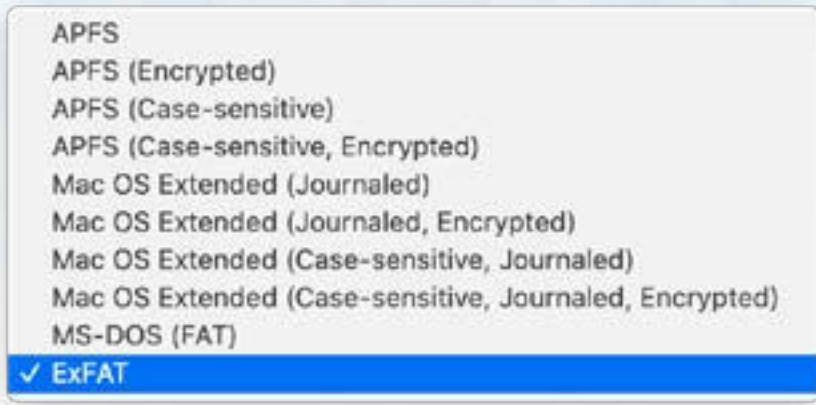 APFS
APFS (Encrypted)
APFS (Case-sensitive)
APFS (Case-sensitive, Encrypted)
Mac OS Extended (Journaled)
Mac OS Extended (Journaled, Encrypted)
Mac OS Extended (Case-sensitive, Journaled)
Mac OS Extended (Case-sensitive, Journaled, Encrypted)
MS-DOS (FAT)
✓ ExFAT